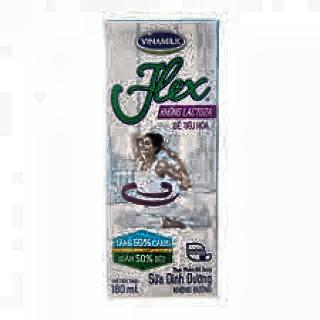 VINAMILK
Flex
KHÔNG LACTOZA
DỄ TIÊU HÓA
TĂNG 50% CANXI
GIẢM 50% BÉO
180 mL
Sữa Dinh Dưỡng
KHÔNG ĐƯỜNG